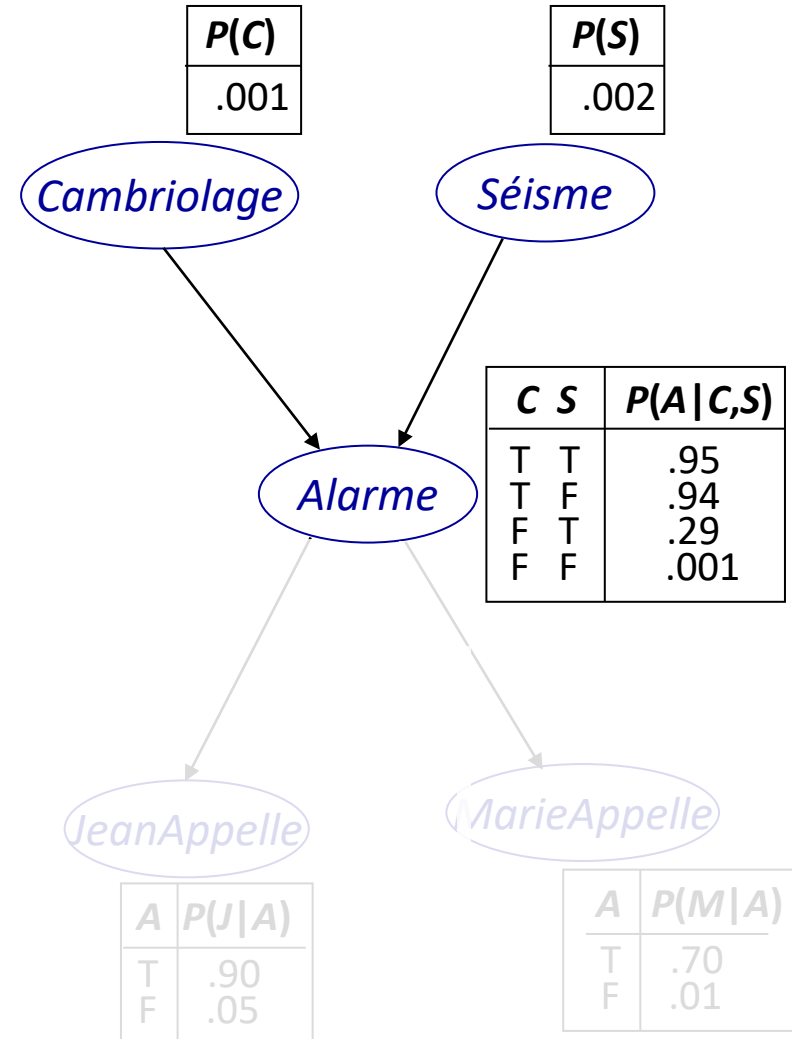 P(C)
.001
P(S)
.002
Cambriolage
Séisme
C S P(A|C,S)
T T .95
T F .94
F T .29
F F .001
Alarme
JeanAppelle
MarieAppelle
A P(J|A)
T .90
F .05
A P(M|A)
T .70
F .01